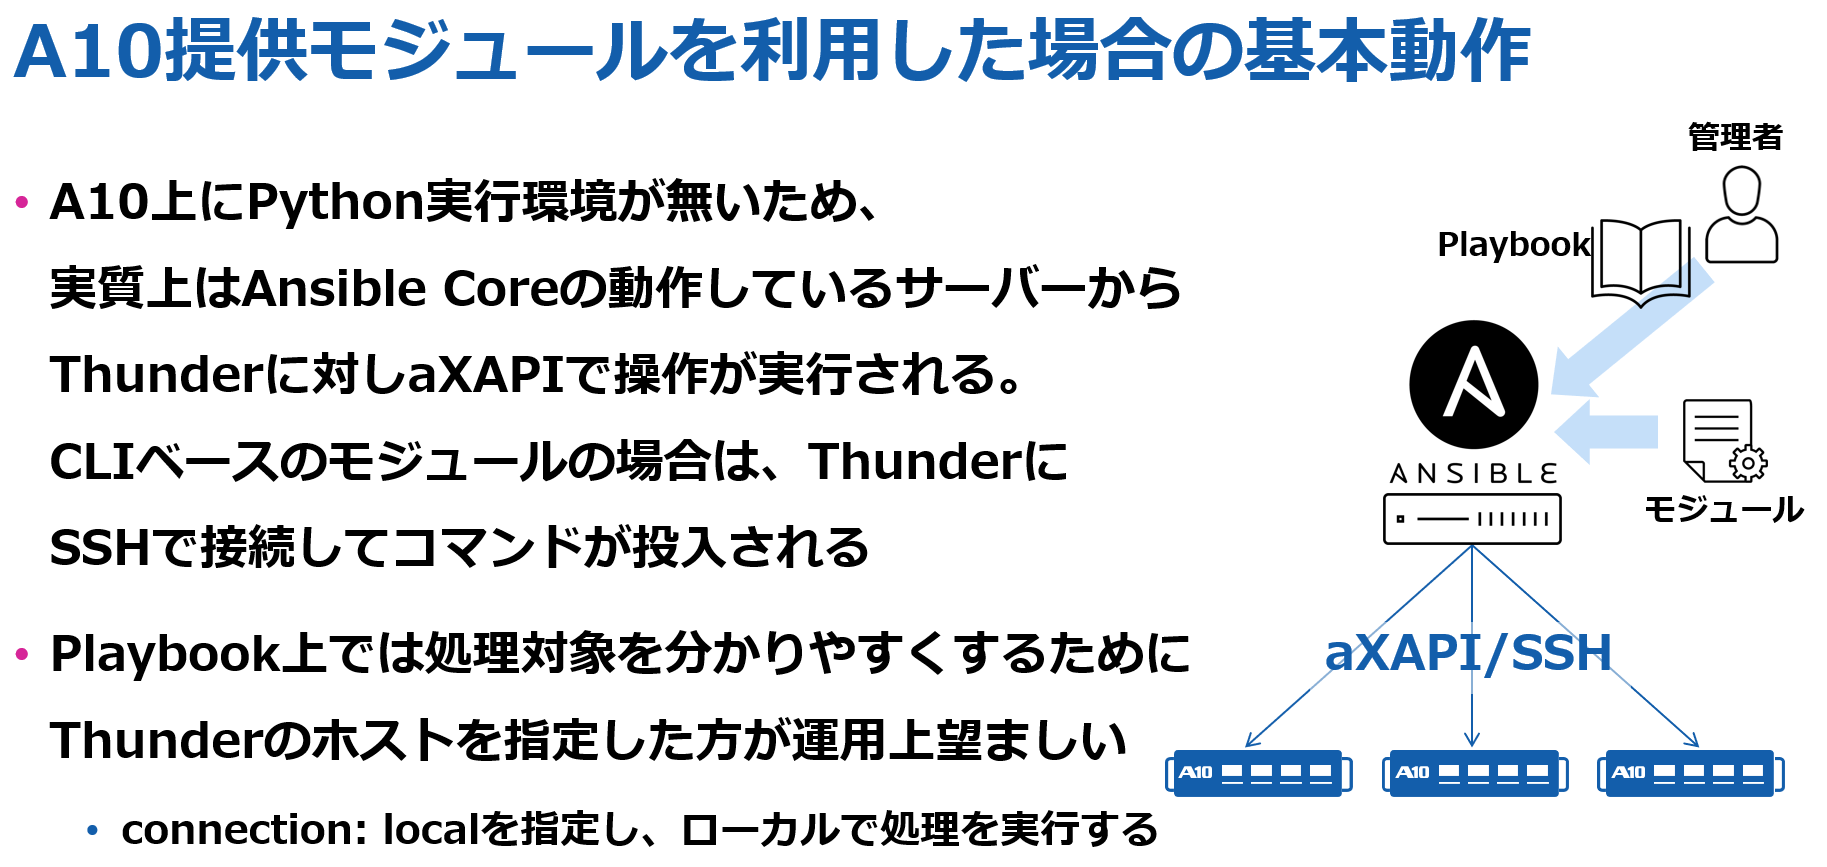 A10提供モジュールを利用した場合の基本動作
• A10上にPython実行環境が無いため、
実質上はAnsible Coreの動作しているサーバーから
Thunderに対しaXAPIで操作が実行される。
CLIベースのモジュールの場合は、Thunderに
SSHで接続してコマンドが投入される
• Playbook上では処理対象を分かりやすくするために
Thunderのホストを指定した方が運用上望ましい
• connection: localを指定し、ローカルで処理を実行する
管理者
Playbook
ANSIBLE
モジュール
aXAPI/SSH
A10
A10
A10